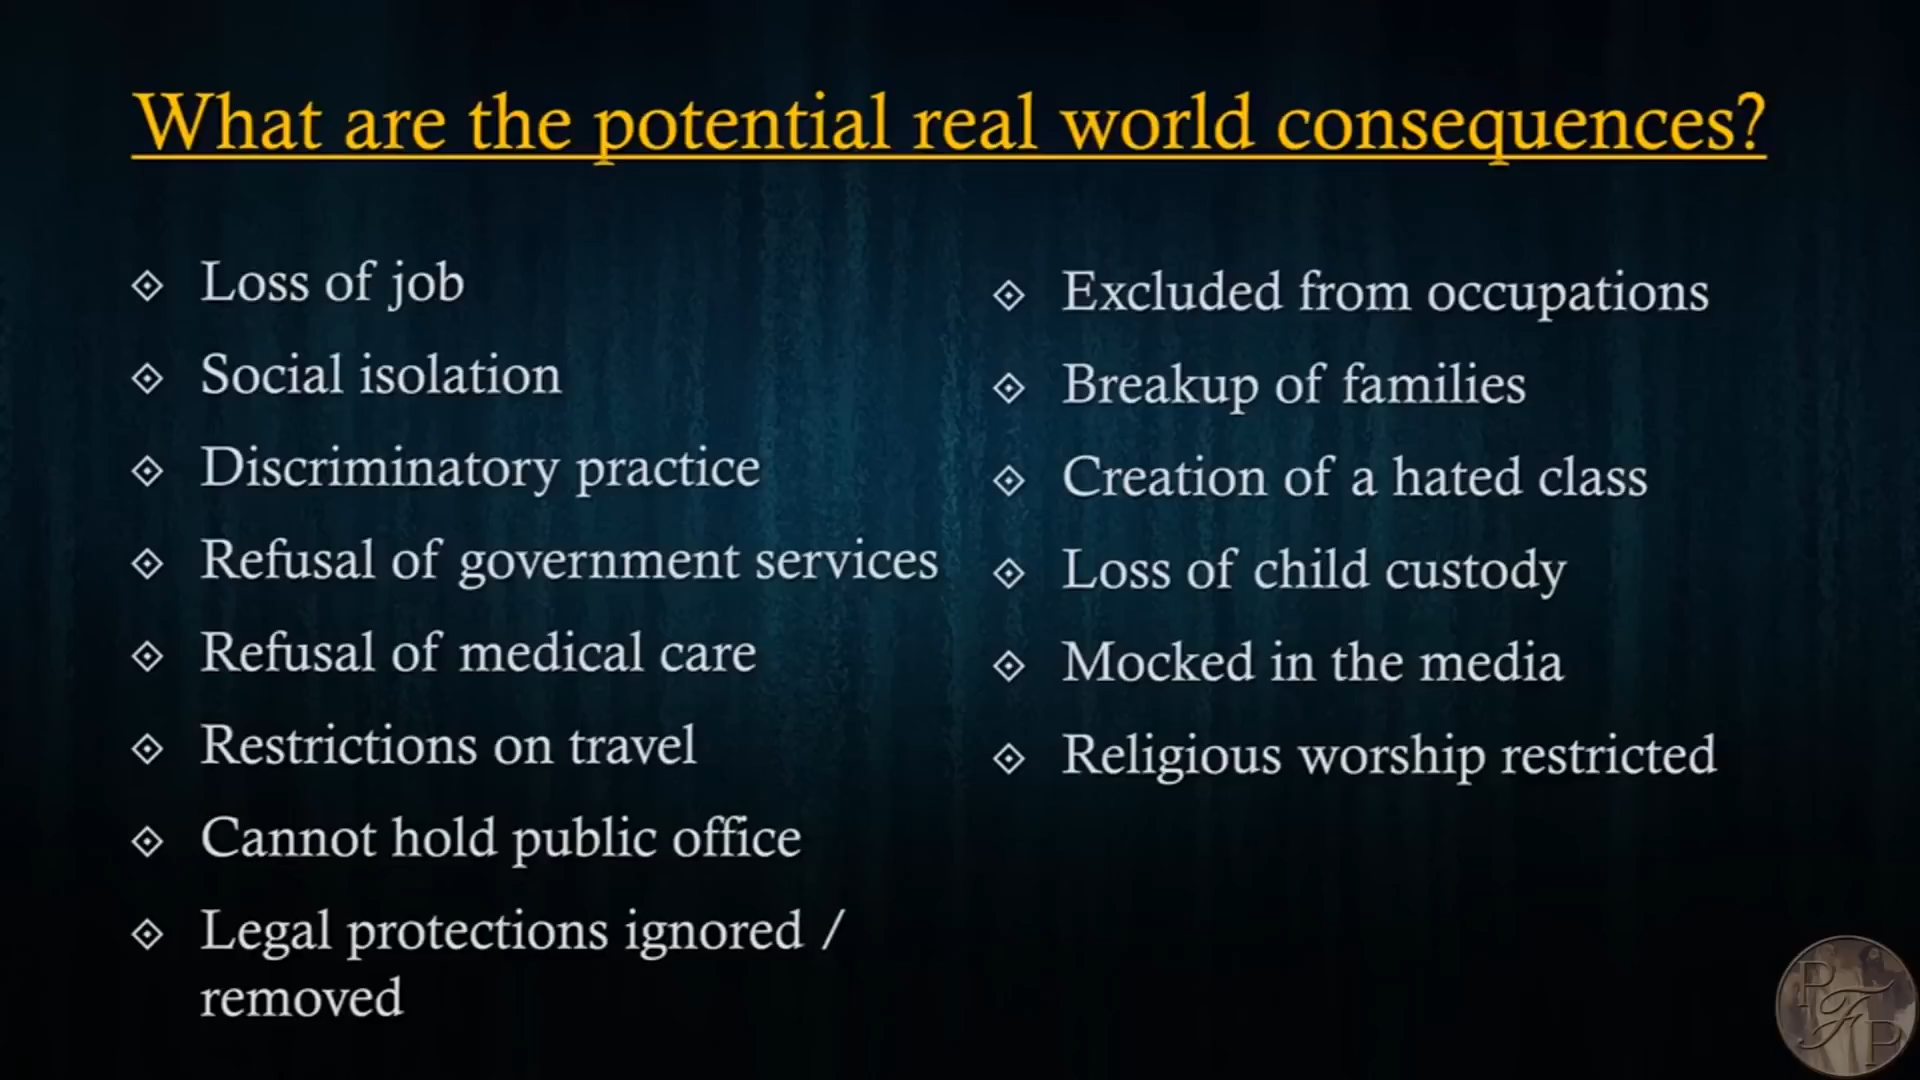 What are the potential real world consequences?
Loss of job
Social isolation
Discriminatory practice
Refusal of government services
Refusal of medical care
Restrictions on travel
Cannot hold public office
Legal protections ignored /
removed
Excluded from occupations
Breakup of families
Creation of a hated class
Loss of child custody
Mocked in the media
Religious worship restricted
PFP